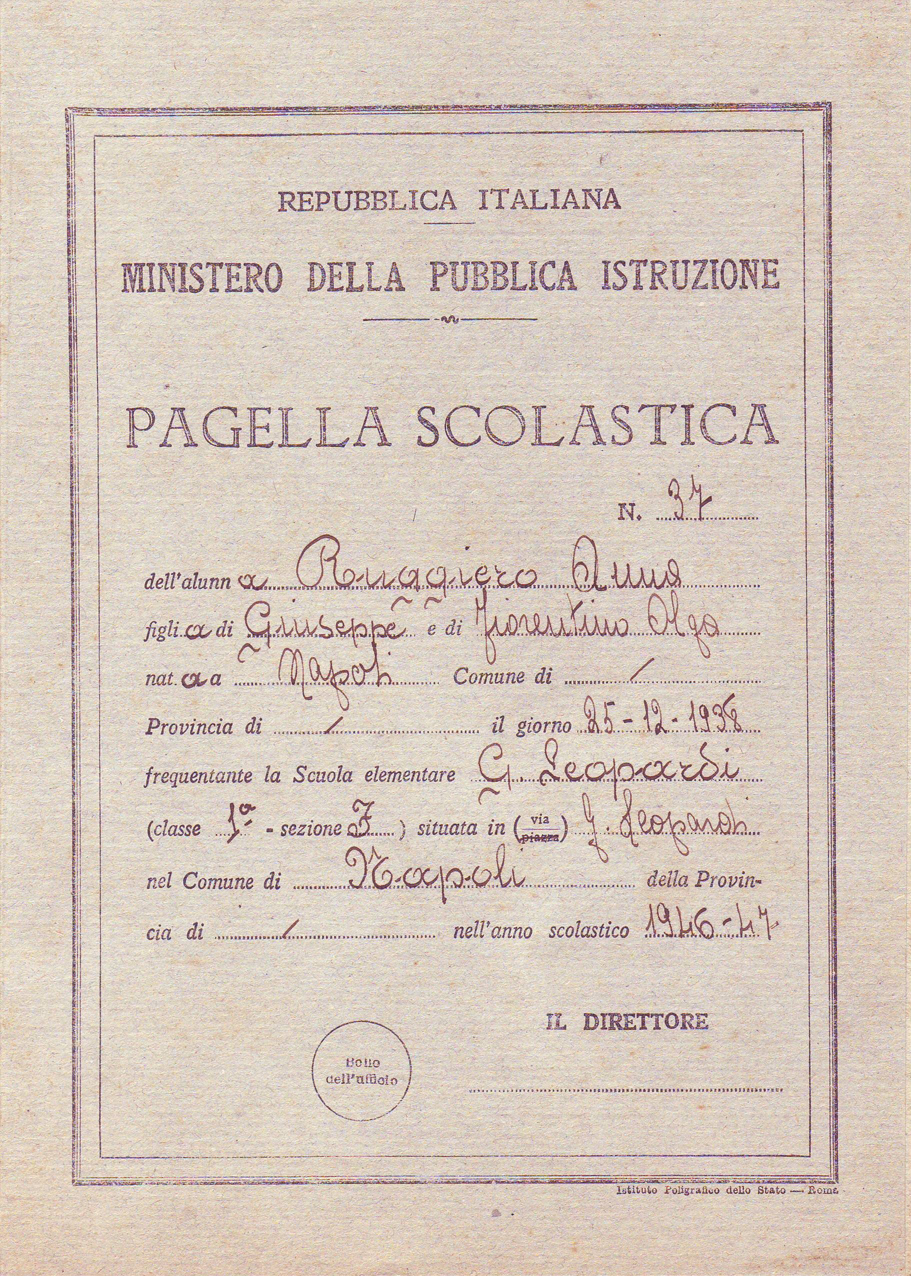 REPUBBLICA ITALIANA
MINISTERO DELLA PUBBLICA ISTRUZIONE
PAGELLA SCOLASTICA
N. 37
dell'alunna Ruggiero Anna
figlia di Giuseppe e di Fiorentino Olga
nata a Napoli Comune di /
Provincia di / il giorno 25-12-1938
frequentante la Scuola elementare G. Leopardi
(classe 1a - sezione F) situata in (via piazza) G. Leopardi
nel Comune di Napoli della Provin-
cia di / nell'anno scolastico 1946-47
IL DIRETTORE
Bollo
dell'ufficio
Istituto Poligrafico dello Stato — Roma